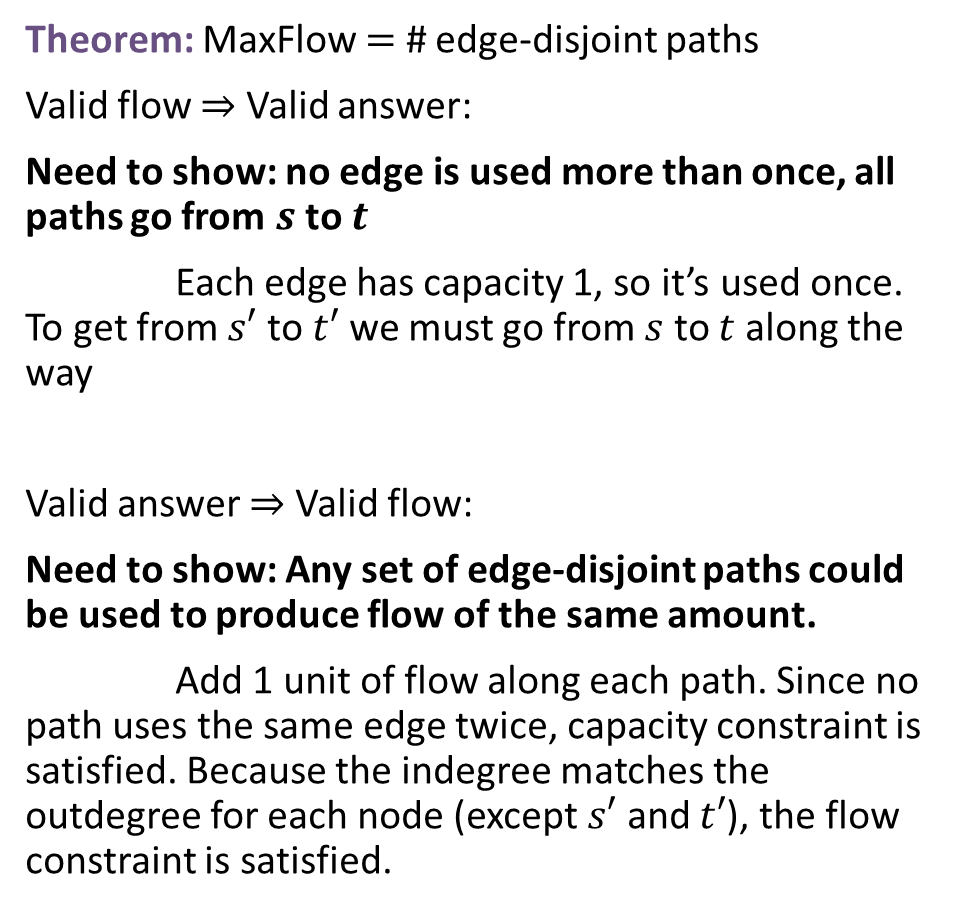 Theorem: MaxFlow = # edge-disjoint paths
Valid flow ⇒ Valid answer:
Need to show: no edge is used more than once, all
paths go from s to t
Each edge has capacity 1, so it’s used once.
To get from s′ to t′ we must go from s to t along the
way
Valid answer ⇒ Valid flow:
Need to show: Any set of edge-disjoint paths could
be used to produce flow of the same amount.
Add 1 unit of flow along each path. Since no
path uses the same edge twice, capacity constraint is
satisfied. Because the indegree matches the
outdegree for each node (except s′ and t′), the flow
constraint is satisfied.